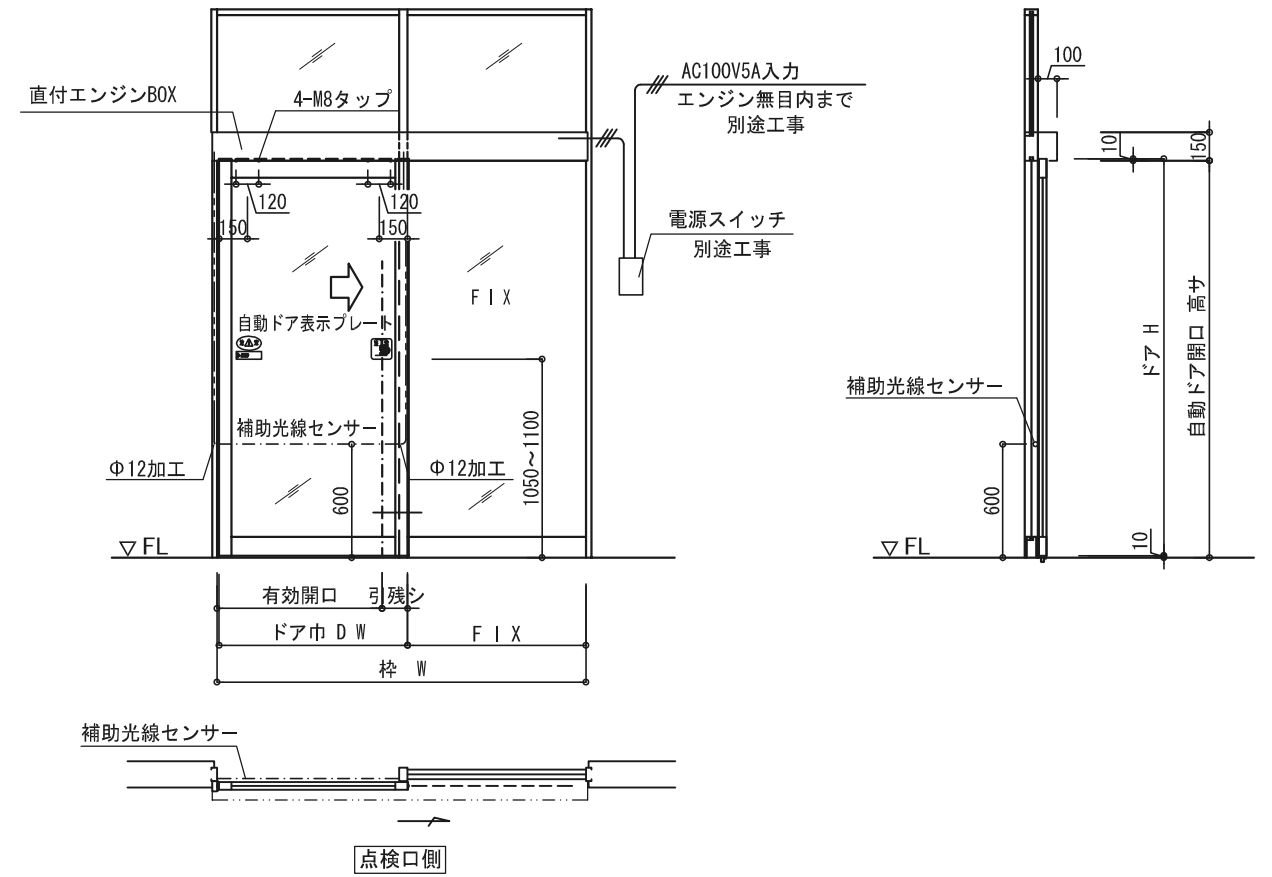 直付エンジンBOX
4-M8タップ
AC100V5A入力
エンジン無目内まで
別途工事
120
120
150
150
電源スイッチ
別途工事
FIX
自動ドア表示プレート
補助光線センサー
Φ12加工
Φ12加工
600
1050～1100
▽FL
有効開口
引残シ
ドア巾 DW
FIX
枠 W
100
10
150
ドア H
自動ドア開口 高サ
補助光線センサー
600
10
▽FL
補助光線センサー
点検口側